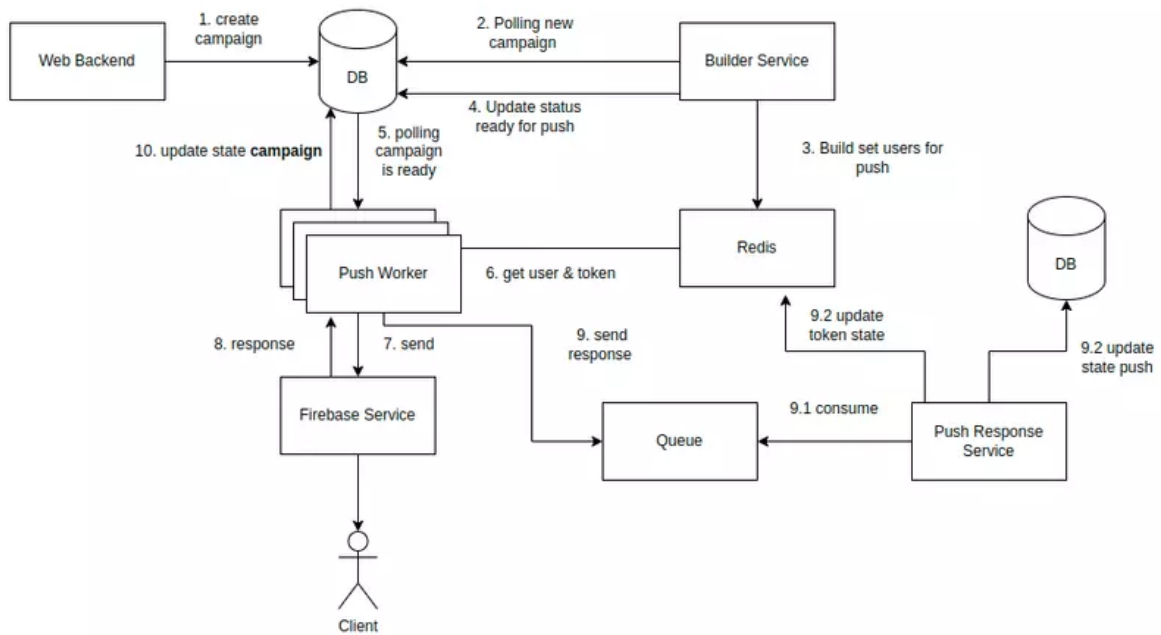 1. create
campaign
2. Polling new
campaign
Web Backend
DB
Builder Service
4. Update status
ready for push
5. polling
campaign
is ready
10. update state campaign
3. Build set users for
push
Redis
DB
Push Worker
6. get user & token
9.2 update
token state
9. send
response
8. response
7. send
9.2 update
state push
Firebase Service
9.1 consume
Queue
Push Response
Service
Client